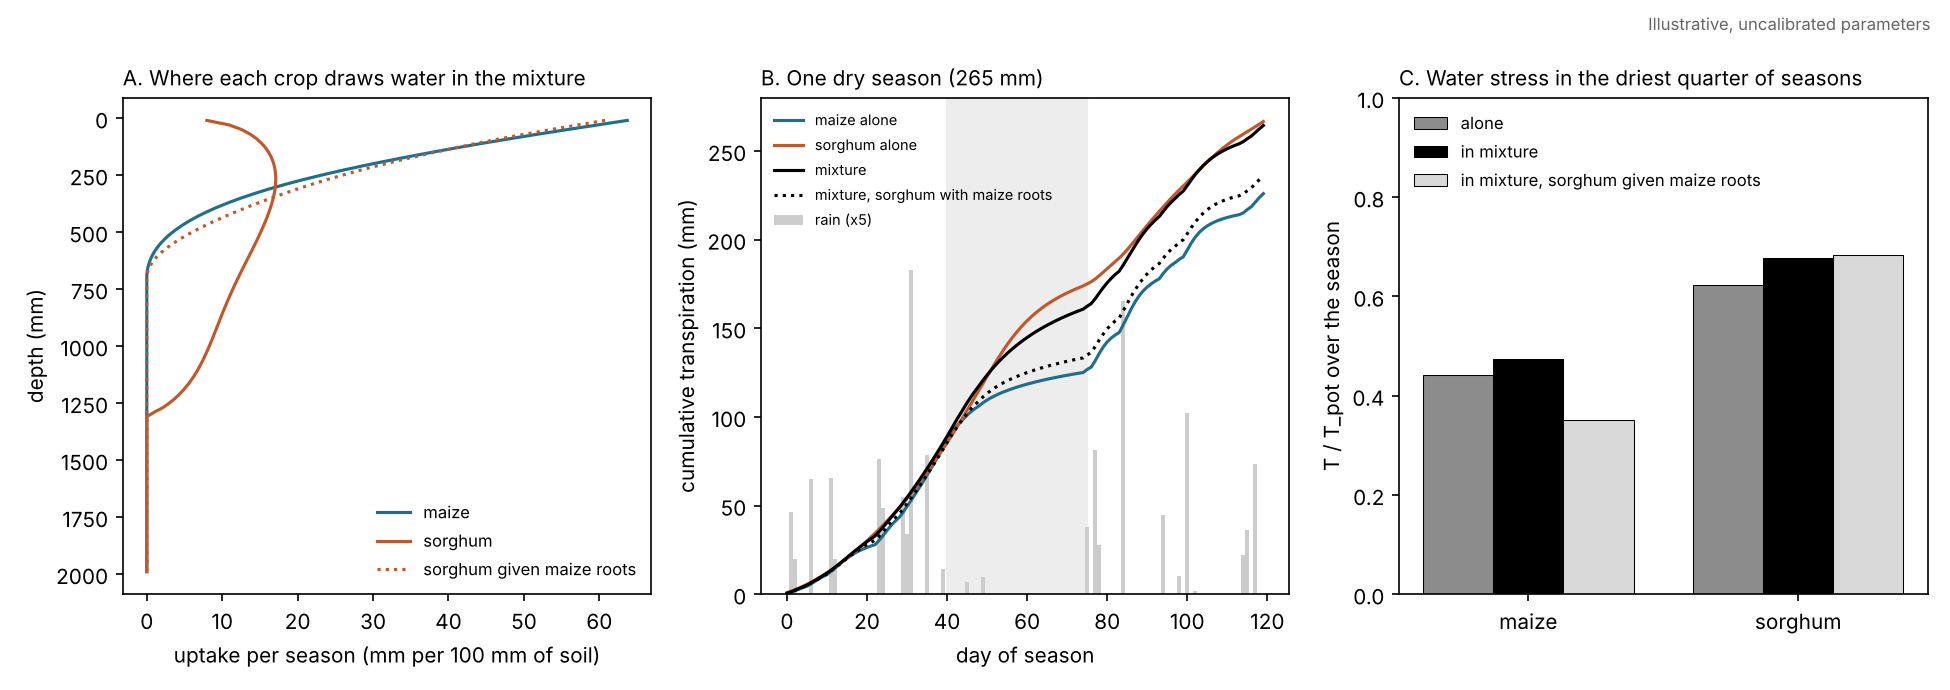 Illustrative, uncalibrated parameters
A. Where each crop draws water in the mixture
0
250
500
750
1000
1250
1500
1750
2000
depth (mm)
maize
sorghum
sorghum given maize roots
0 10 20 30 40 50 60
uptake per season (mm per 100 mm of soil)
B. One dry season (265 mm)
maize alone
sorghum alone
mixture
mixture, sorghum with maize roots
rain (x5)
250
200
150
100
50
0
cumulative transpiration (mm)
0 20 40 60 80 100 120
day of season
C. Water stress in the driest quarter of seasons
alone
in mixture
in mixture, sorghum given maize roots
1.0
0.8
0.6
0.4
0.2
0.0
T / T_pot over the season
maize sorghum